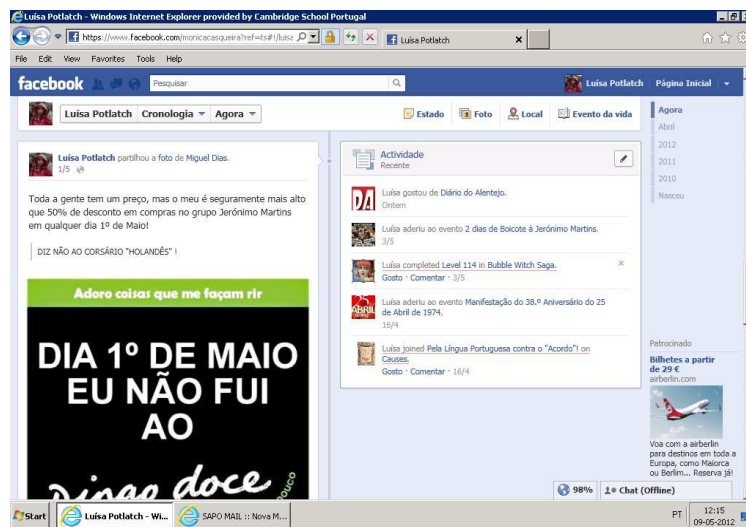 Luísa Potlatch - Windows Internet Explorer provided by Cambridge School Portugal
https://www.facebook.com/monicacasqueira?ref=ts#!/luisa
Luísa Potlatch
File Edit View Favorites Tools Help
facebook
Pesquisar
Luísa Potlatch
Página Inicial
Luísa Potlatch Cronologia Agora
Estado Foto Local Evento da vida
Agora
Abril
2012
2011
2010
Nasceu
Luísa Potlatch partilhou a foto de Miguel Dias.
1/5
Toda a gente tem um preço, mas o meu é seguramente mais alto
que 50% de desconto em compras no grupo Jerónimo Martins
em qualquer dia 1º de Maio!
DIZ NÃO AO CORSÁRIO "HOLANDÊS" !
Adoro coisas que me façam rir
DIA 1º DE MAIO
EU NÃO FUI
AO
Pingo doce
pouco
Actividade
Recente
DA
Luísa gostou de Diário do Alentejo.
Ontem
Luísa aderiu ao evento 2 dias de Boicote à Jerónimo Martins.
3/5
Luísa completed Level 114 in Bubble Witch Saga.
Gosto · Comentar · 3/5
ABRIL
Luísa aderiu ao evento Manifestação do 38.º Aniversário do 25
de Abril de 1974.
16/4
Luísa joined Pela Língua Portuguesa contra o "Acordo"! on
Causes.
Gosto · Comentar · 16/4
Patrocinado
Bilhetes a partir
de 29 €
airberlin.com
Voa com a airberlin
para destinos em toda a
Europa, como Maiorca
ou Berlim... Reserva já!
98%
Chat (Offline)
Start
Luísa Potlatch - Wi...
SAPO MAIL :: Nova M...
PT
12:15
09-05-2012